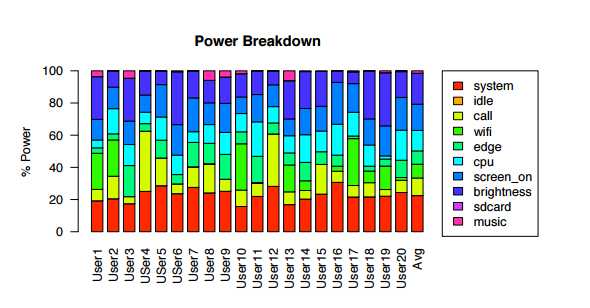 Power Breakdown
% Power
100
80
60
40
20
0
User1
User2
User3
USer4
USer5
USer6
User7
User8
User9
User10
User11
User12
User13
User14
User15
User16
User17
User18
User19
User20
Avg
system
idle
call
wifi
edge
cpu
screen_on
brightness
sdcard
music